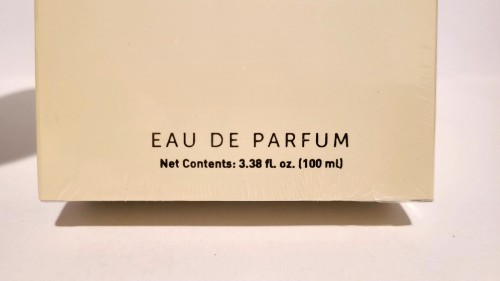 EAU DE PARFUM
Net Contents: 3.38 fl. oz. (100 ml)